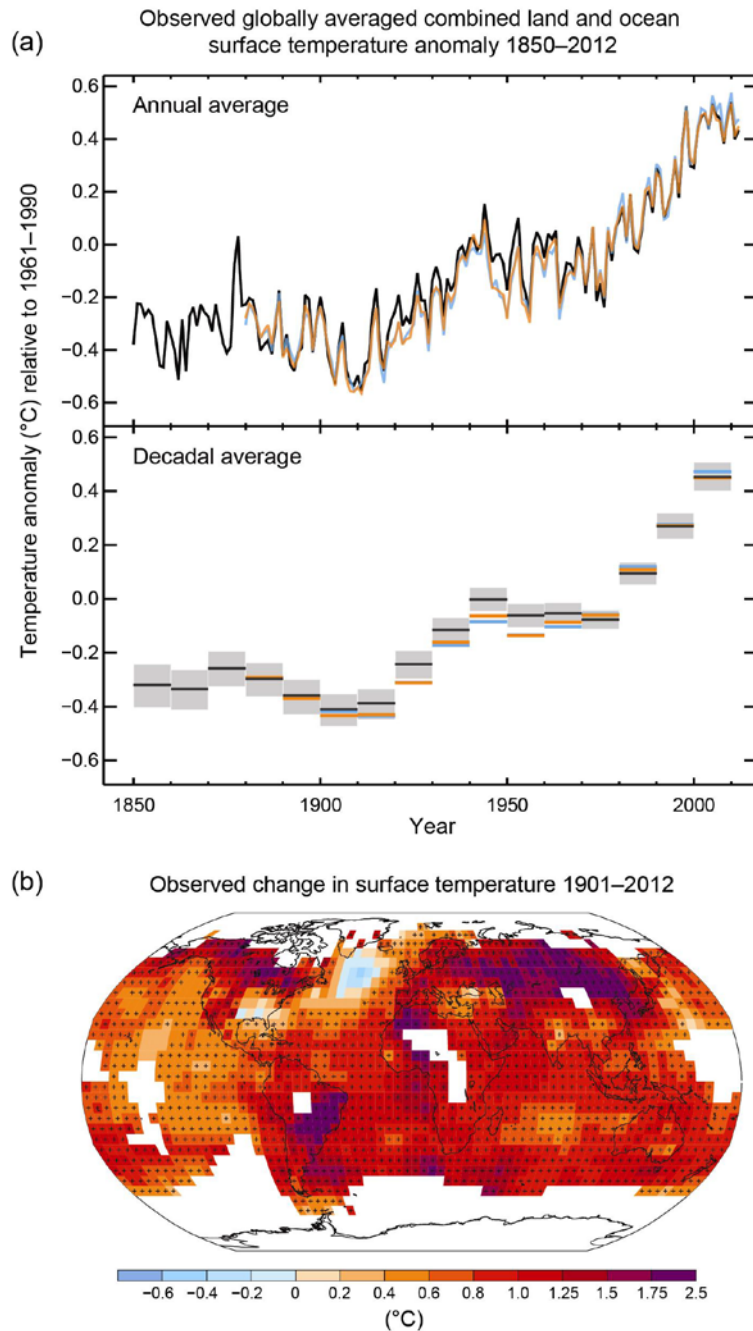 Observed globally averaged combined land and ocean
surface temperature anomaly 1850–2012
(a)
Annual average
0.6
0.4
0.2
0.0
−0.2
−0.4
−0.6
Temperature anomaly (°C) relative to 1961–1990
Decadal average
0.6
0.4
0.2
0.0
−0.2
−0.4
−0.6
1850
1900
1950
2000
Year
(b)
Observed change in surface temperature 1901–2012
−0.6 −0.4 −0.2 0 0.2 0.4 0.6 0.8 1.0 1.25 1.5 1.75 2.5
(°C)